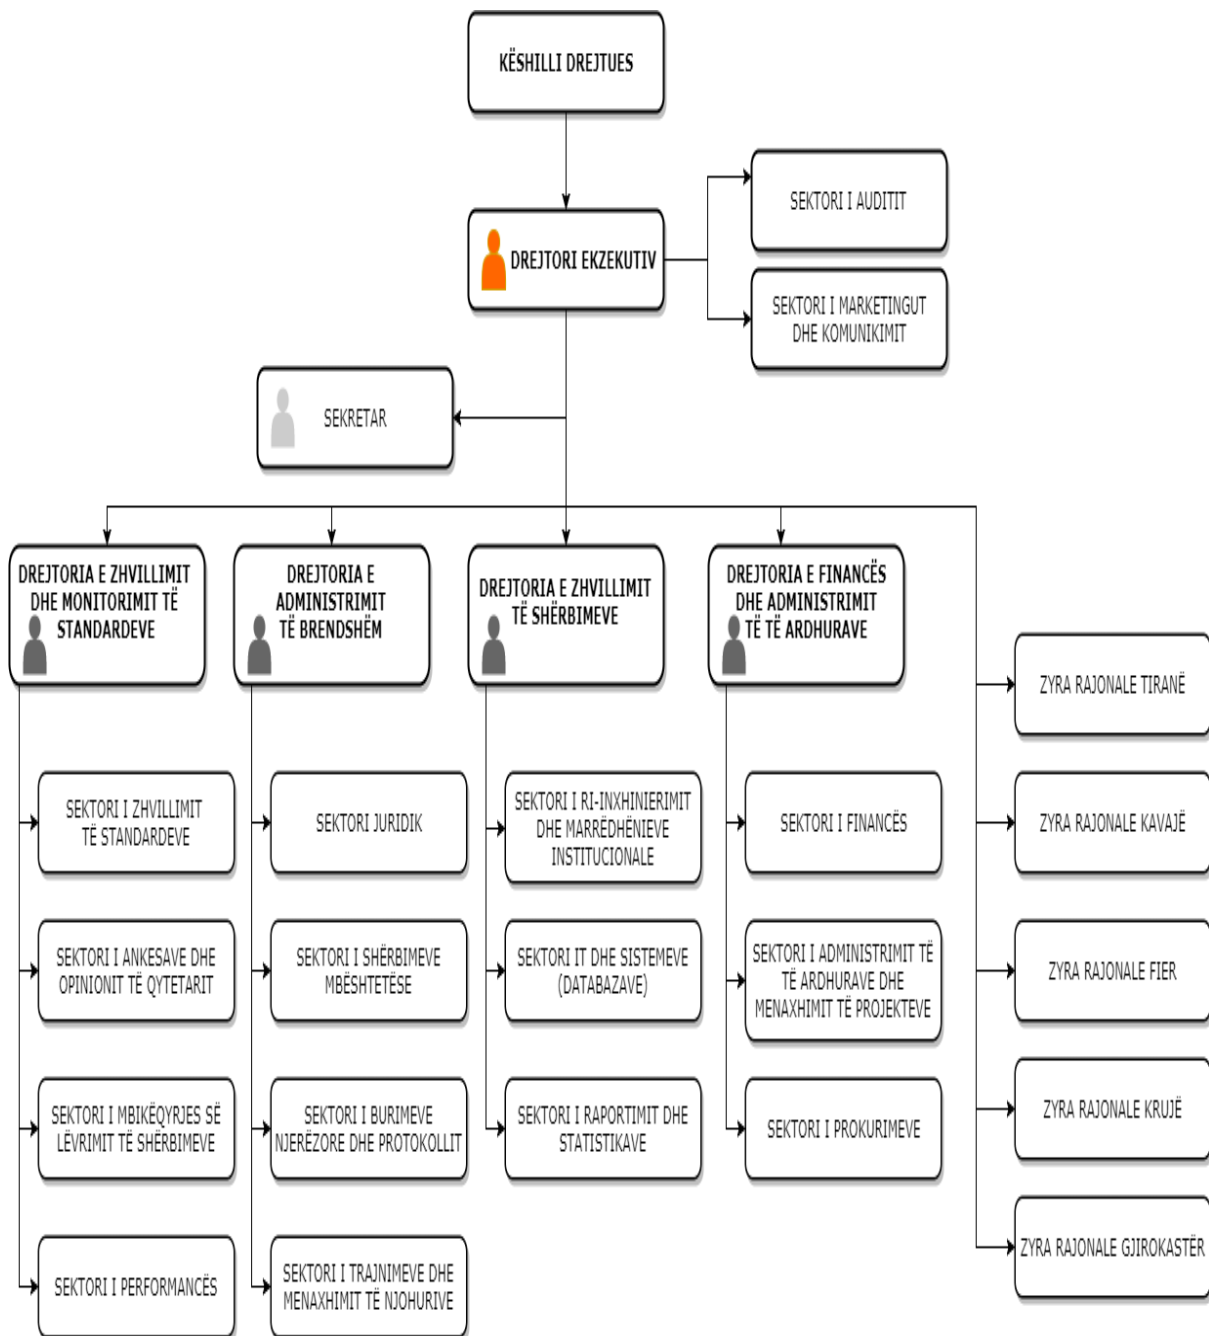 KËSHILLI DREJTUES
SEKTORI I AUDITIT
DREJTORI EKZEKUTIV
SEKTORI I MARKETINGUT
DHE KOMUNIKIMIT
SEKRETAR
DREJTORIA E ZHVILLIMIT
DHE MONITORIMIT TË
STANDARDEVE
DREJTORIA E
ADMINISTRIMIT
TË BRENDSHËM
DREJTORIA E ZHVILLIMIT
TË SHËRBIMEVE
DREJTORIA E FINANCËS
DHE ADMINISTRIMIT
TË TË ARDHURAVE
SEKTORI I ZHVILLIMIT
TË STANDARDEVE
SEKTORI I ANKESAVE DHE
OPINIONIT TË QYTETARIT
SEKTORI I MBIKËQYRJES SË
LËVRIMIT TË SHËRBIMEVE
SEKTORI I PERFORMANCËS
SEKTORI JURIDIK
SEKTORI I SHËRBIMEVE
MBËSHTETËSE
SEKTORI I BURIMEVE
NJERËZORE DHE PROTOKOLLIT
SEKTORI I TRAJNIMEVE DHE
MENAXHIMIT TË NJOHURIVE
SEKTORI I RI-INXHINIERIMIT
DHE MARRËDHËNIEVE
INSTITUCIONALE
SEKTORI IT DHE SISTEMEVE
(DATABAZAVE)
SEKTORI I RAPORTIMIT DHE
STATISTIKAVE
SEKTORI I FINANCËS
SEKTORI I ADMINISTRIMIT TË
TË ARDHURAVE DHE
MENAXHIMIT TË PROJEKTEVE
SEKTORI I PROKURIMEVE
ZYRA RAJONALE TIRANË
ZYRA RAJONALE KAVAJË
ZYRA RAJONALE FIER
ZYRA RAJONALE KRUJË
ZYRA RAJONALE GJIROKASTËR